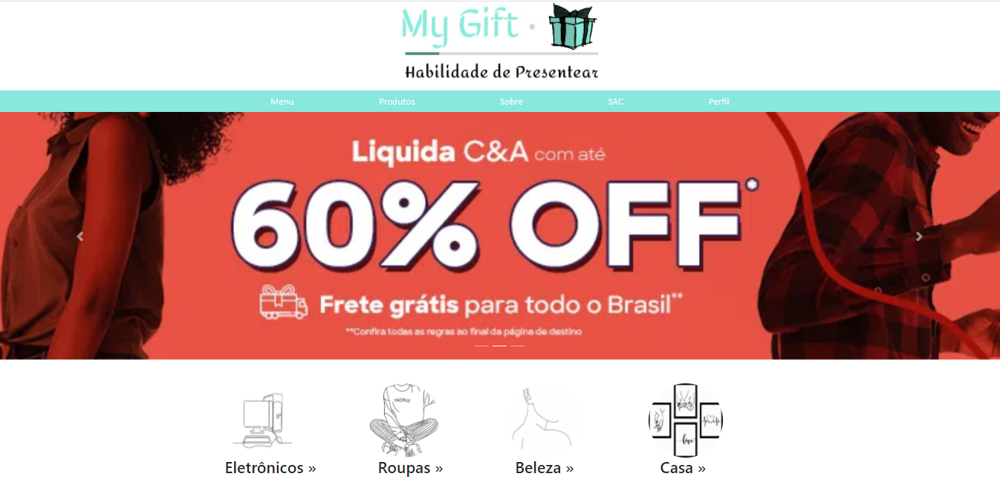 My Gift
Habilidade de Presentear
Menu Produtos Sobre SAC Perfil
Liquida C&A com até
60% OFF*
Frete grátis para todo o Brasil**
**Confira todas as regras ao final da página de destino
love
Eletrônicos » Roupas » Beleza » Casa »